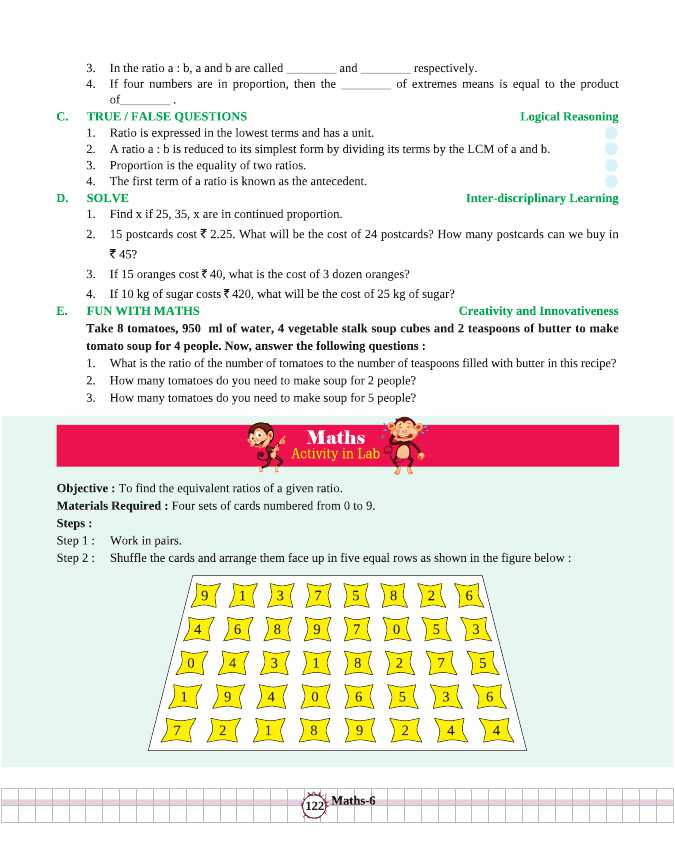 3. In the ratio a : b, a and b are called ________ and ________ respectively.
4. If four numbers are in proportion, then the ________ of extremes means is equal to the product
of________ .
C. TRUE / FALSE QUESTIONS Logical Reasoning
1. Ratio is expressed in the lowest terms and has a unit.
2. A ratio a : b is reduced to its simplest form by dividing its terms by the LCM of a and b.
3. Proportion is the equality of two ratios.
4. The first term of a ratio is known as the antecedent.
D. SOLVE Inter-discriplinary Learning
1. Find x if 25, 35, x are in continued proportion.
2. 15 postcards cost ₹ 2.25. What will be the cost of 24 postcards? How many postcards can we buy in
₹ 45?
3. If 15 oranges cost ₹ 40, what is the cost of 3 dozen oranges?
4. If 10 kg of sugar costs ₹ 420, what will be the cost of 25 kg of sugar?
E. FUN WITH MATHS Creativity and Innovativeness
Take 8 tomatoes, 950 ml of water, 4 vegetable stalk soup cubes and 2 teaspoons of butter to make
tomato soup for 4 people. Now, answer the following questions :
1. What is the ratio of the number of tomatoes to the number of teaspoons filled with butter in this recipe?
2. How many tomatoes do you need to make soup for 2 people?
3. How many tomatoes do you need to make soup for 5 people?
Maths
Activity in Lab
Objective : To find the equivalent ratios of a given ratio.
Materials Required : Four sets of cards numbered from 0 to 9.
Steps :
Step 1 : Work in pairs.
Step 2 : Shuffle the cards and arrange them face up in five equal rows as shown in the figure below :
9 1 3 7 5 8 2 6
4 6 8 9 7 0 5 3
0 4 3 1 8 2 7 5
1 9 4 0 6 5 3 6
7 2 1 8 9 2 4 4
122 Maths-6